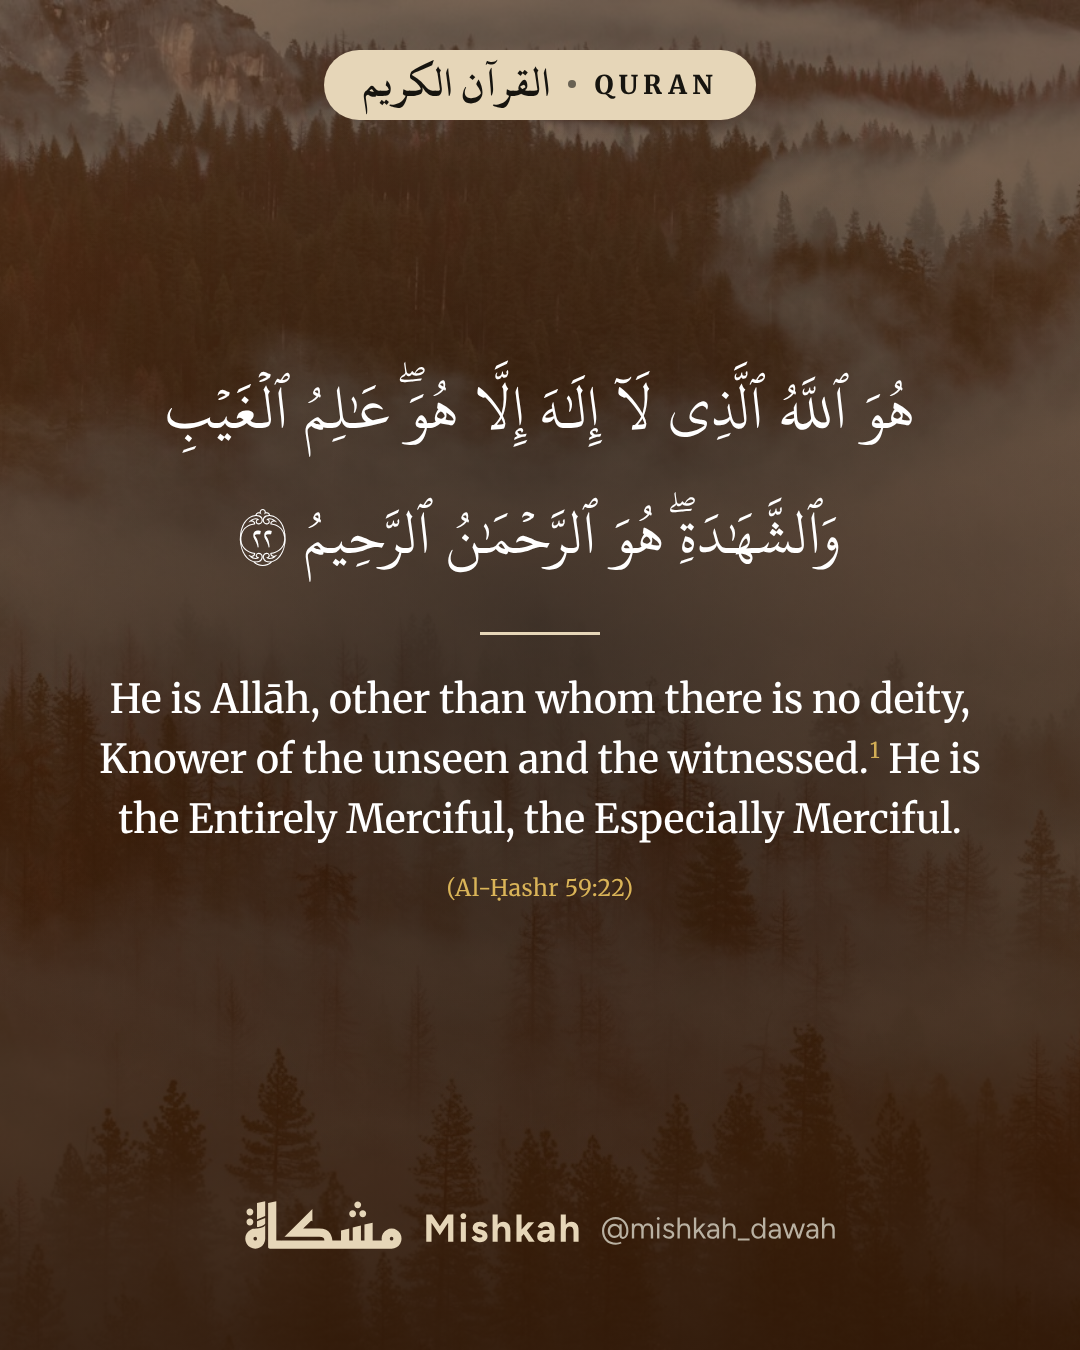 القرآن الكريم • QURAN
هُوَ ٱللَّهُ ٱلَّذِى لَآ إِلَـٰهَ إِلَّا هُوَ ۖ عَـٰلِمُ ٱلْغَيْبِ
وَٱلشَّهَـٰدَةِ ۖ هُوَ ٱلرَّحْمَـٰنُ ٱلرَّحِيمُ ٢٢
He is Allāh, other than whom there is no deity,
Knower of the unseen and the witnessed.¹ He is
the Entirely Merciful, the Especially Merciful.
(Al-Ḥashr 59:22)
مشكاة Mishkah @mishkah_dawah